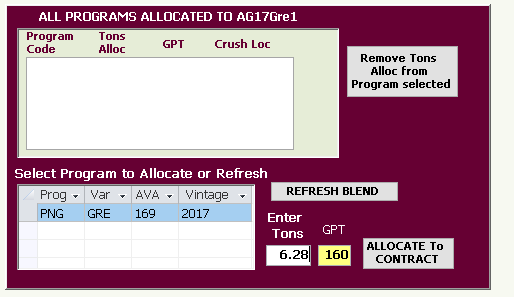 ALL PROGRAMS ALLOCATED TO AG17Gre1
Program Code Tons Alloc GPT Crush Loc
Remove Tons
Alloc from
Program selected
Select Program to Allocate or Refresh
Prog Var AVA Vintage
PNG GRE 169 2017
REFRESH BLEND
Enter
Tons
GPT
6.28 160
ALLOCATE To
CONTRACT